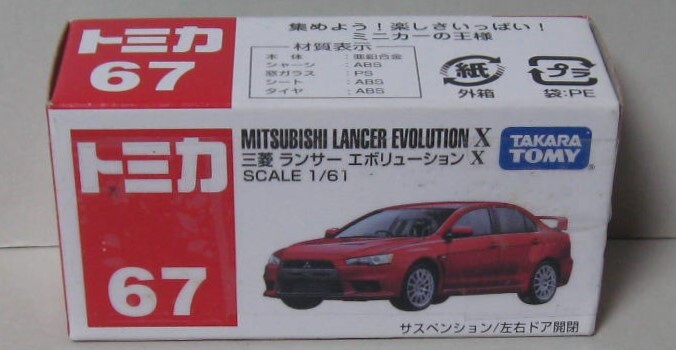 トミカ
67
集めよう！楽しさいっぱい！
ミニカーの王様
材質表示
本体：亜鉛合金
シャーシ：ABS
窓ガラス：PS
シート：ABS
タイヤ：ABS
紙
外箱
プラ
袋:PE
トミカ
67
MITSUBISHI LANCER EVOLUTION X
三菱 ランサー エボリューション X
SCALE 1/61
TAKARA
TOMY
サスペンション/左右ドア開閉